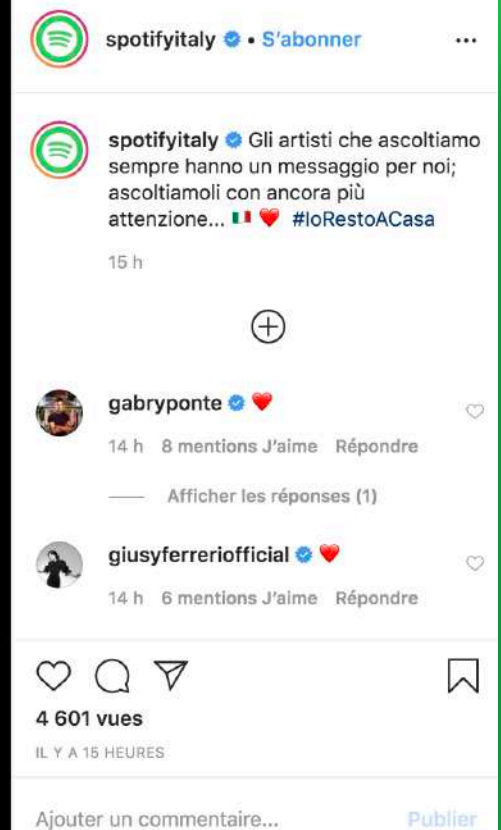 spotifyitaly • S'abonner
spotifyitaly Gli artisti che ascoltiamo
sempre hanno un messaggio per noi;
ascoltiamoli con ancora più
attenzione... 🇮🇹 ❤️ #IoRestoACasa
15 h
gabryponte ❤️
14 h 8 mentions J'aime Répondre
Afficher les réponses (1)
giusyferreriofficial ❤️
14 h 6 mentions J'aime Répondre
4 601 vues
IL Y A 15 HEURES
Ajouter un commentaire... Publier